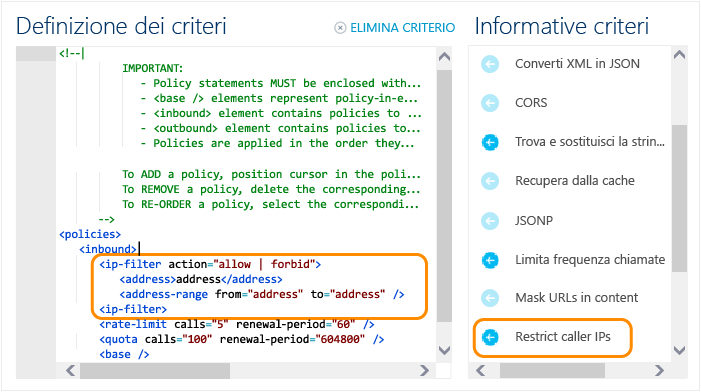 Definizione dei criteri
ELIMINA CRITERIO
<!--
IMPORTANT:
- Policy statements MUST be enclosed with...
- <base /> elements represent policy-in-e...
- <inbound> element contains policies to ...
- <outbound> element contains policies to...
- Policies are applied in the order they...
To ADD a policy, position cursor in the poli...
To REMOVE a policy, delete the corresponding...
To RE-ORDER a policy, select the correspondi...
-->
<policies>
<inbound>
<ip-filter action="allow | forbid">
<address>address</address>
<address-range from="address" to="address" />
<ip-filter>
<rate-limit calls="5" renewal-period="60" />
<quota calls="100" renewal-period="604800" />
<base />
Informative criteri
Converti XML in JSON
CORS
Trova e sostituisci la strin...
Recupera dalla cache
JSONP
Limita frequenza chiamate
Mask URLs in content
Restrict caller IPs